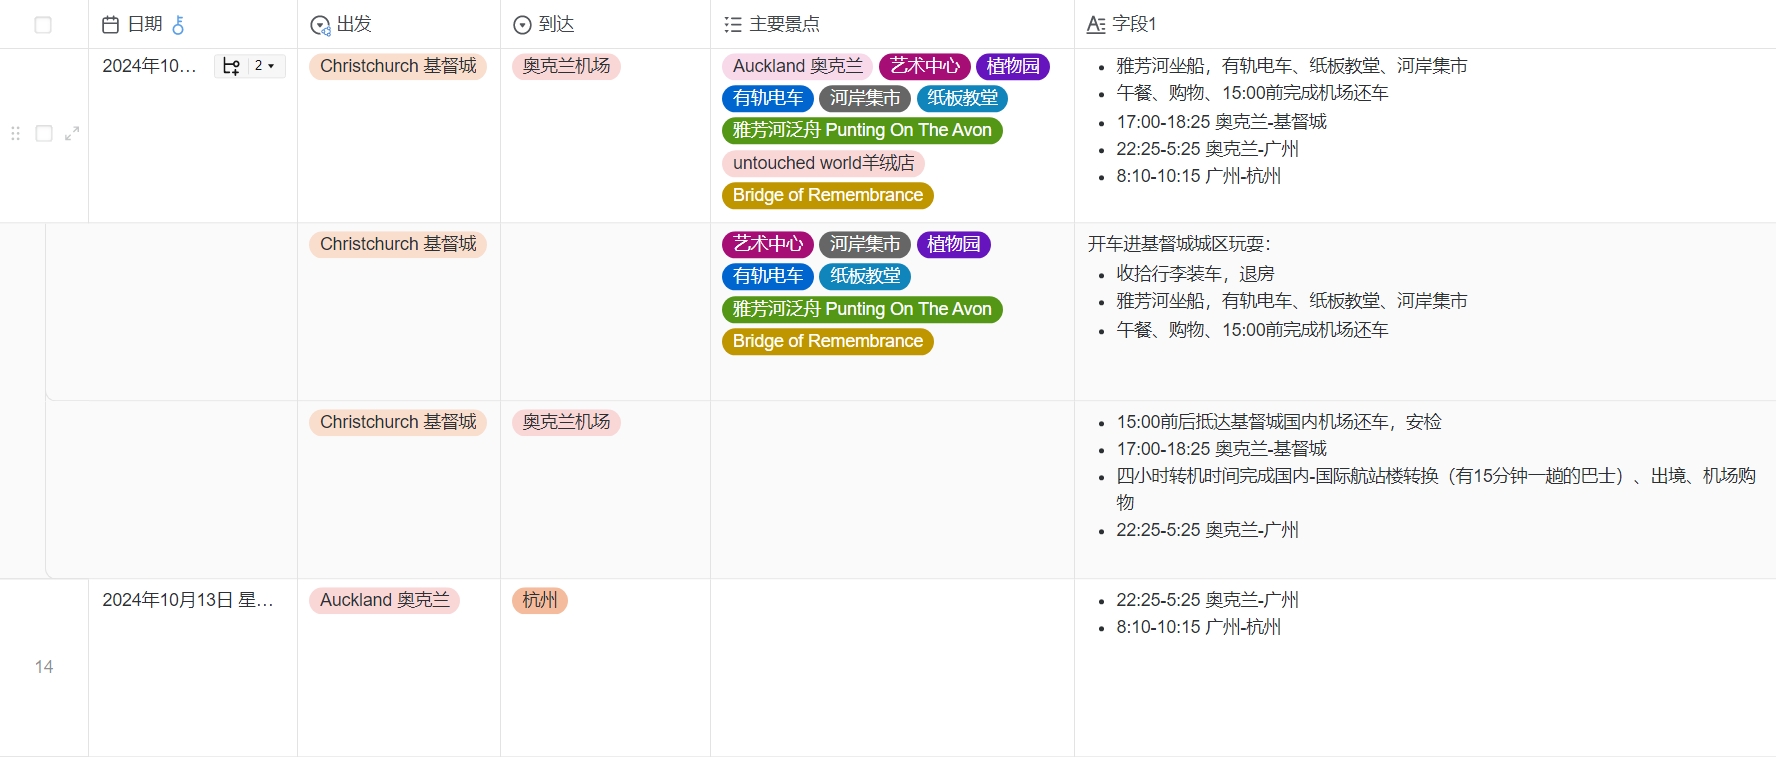 日期 出发 到达 主要景点 字段1
2024年10... 2 Christchurch 基督城 奥克兰机场 Auckland 奥克兰 艺术中心 植物园
有轨电车 河岸集市 纸板教堂
雅芳河泛舟 Punting On The Avon
untouched world羊绒店
Bridge of Remembrance
雅芳河坐船，有轨电车、纸板教堂、河岸集市
午餐、购物、15:00前完成机场还车
17:00-18:25 奥克兰-基督城
22:25-5:25 奥克兰-广州
8:10-10:15 广州-杭州
Christchurch 基督城 艺术中心 河岸集市 植物园
有轨电车 纸板教堂
雅芳河泛舟 Punting On The Avon
Bridge of Remembrance
开车进基督城城区玩耍：
收拾行李装车，退房
雅芳河坐船，有轨电车、纸板教堂、河岸集市
午餐、购物、15:00前完成机场还车
Christchurch 基督城 奥克兰机场
15:00前后抵达基督城国内机场还车，安检
17:00-18:25 奥克兰-基督城
四小时转机时间完成国内-国际航站楼转换（有15分钟一趟的巴士）、出境、机场购
物
22:25-5:25 奥克兰-广州
14 2024年10月13日 星... Auckland 奥克兰 杭州
22:25-5:25 奥克兰-广州
8:10-10:15 广州-杭州